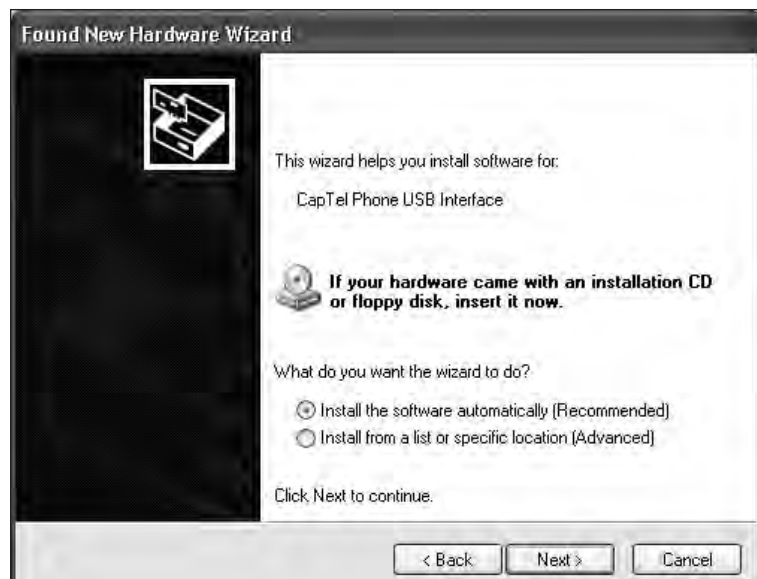 Found New Hardware Wizard
This wizard helps you install software for:
CapTel Phone USB Interface
If your hardware came with an installation CD
or floppy disk, insert it now.
What do you want the wizard to do?
Install the software automatically (Recommended)
Install from a list or specific location (Advanced)
Click Next to continue.
< Back
Next >
Cancel